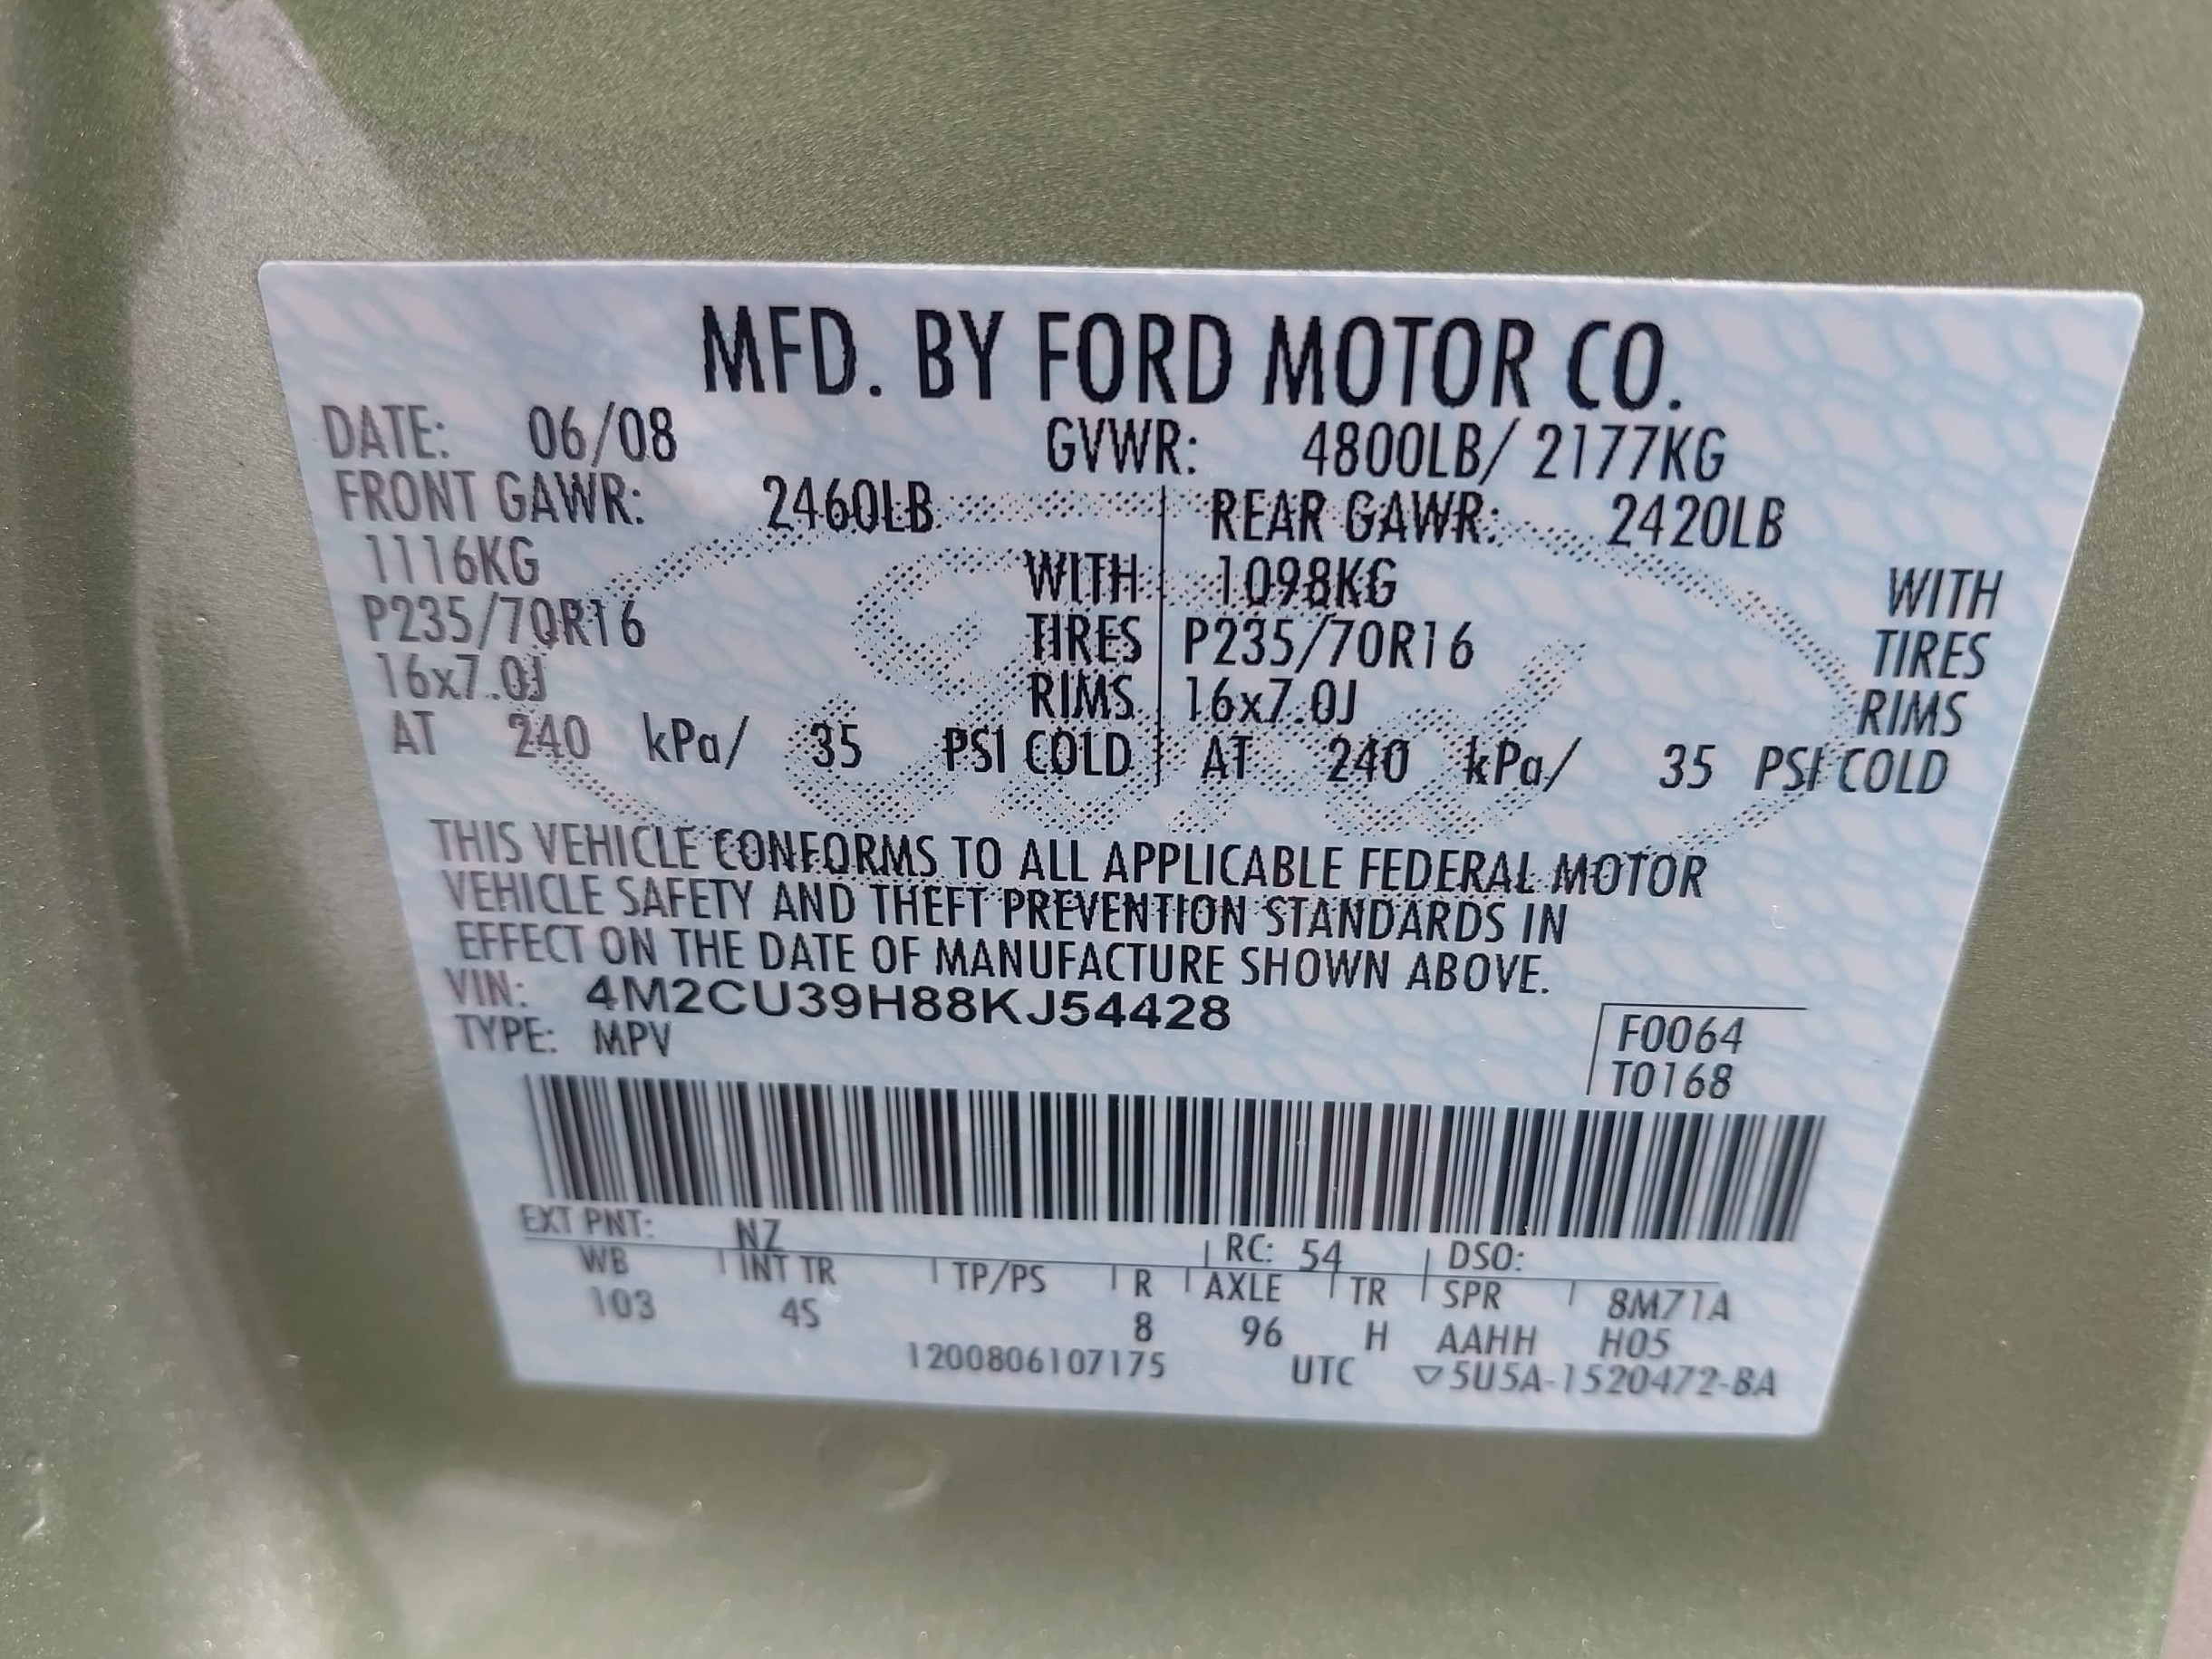 MFD. BY FORD MOTOR CO.
DATE: 06/08 GVWR: 4800LB/ 2177KG
FRONT GAWR: 2460LB REAR GAWR: 2420LB
1116KG WITH 1098KG WITH
P235/70R16 TIRES P235/70R16 TIRES
16x7.0J RIMS 16x7.0J RIMS
AT 240 kPa/ 35 PSI COLD AT 240 kPa/ 35 PSI COLD
THIS VEHICLE CONFORMS TO ALL APPLICABLE FEDERAL MOTOR
VEHICLE SAFETY AND THEFT PREVENTION STANDARDS IN
EFFECT ON THE DATE OF MANUFACTURE SHOWN ABOVE.
VIN: 4M2CU39H88KJ54428
TYPE: MPV
F0064
T0168
EXT PNT: NZ RC: 54 DSO:
WB INT TR TP/PS R AXLE TR SPR 8M71A
103 4S 8 96 H AAHH H05
1200806107175 UTC ▽5U5A-1520472-BA